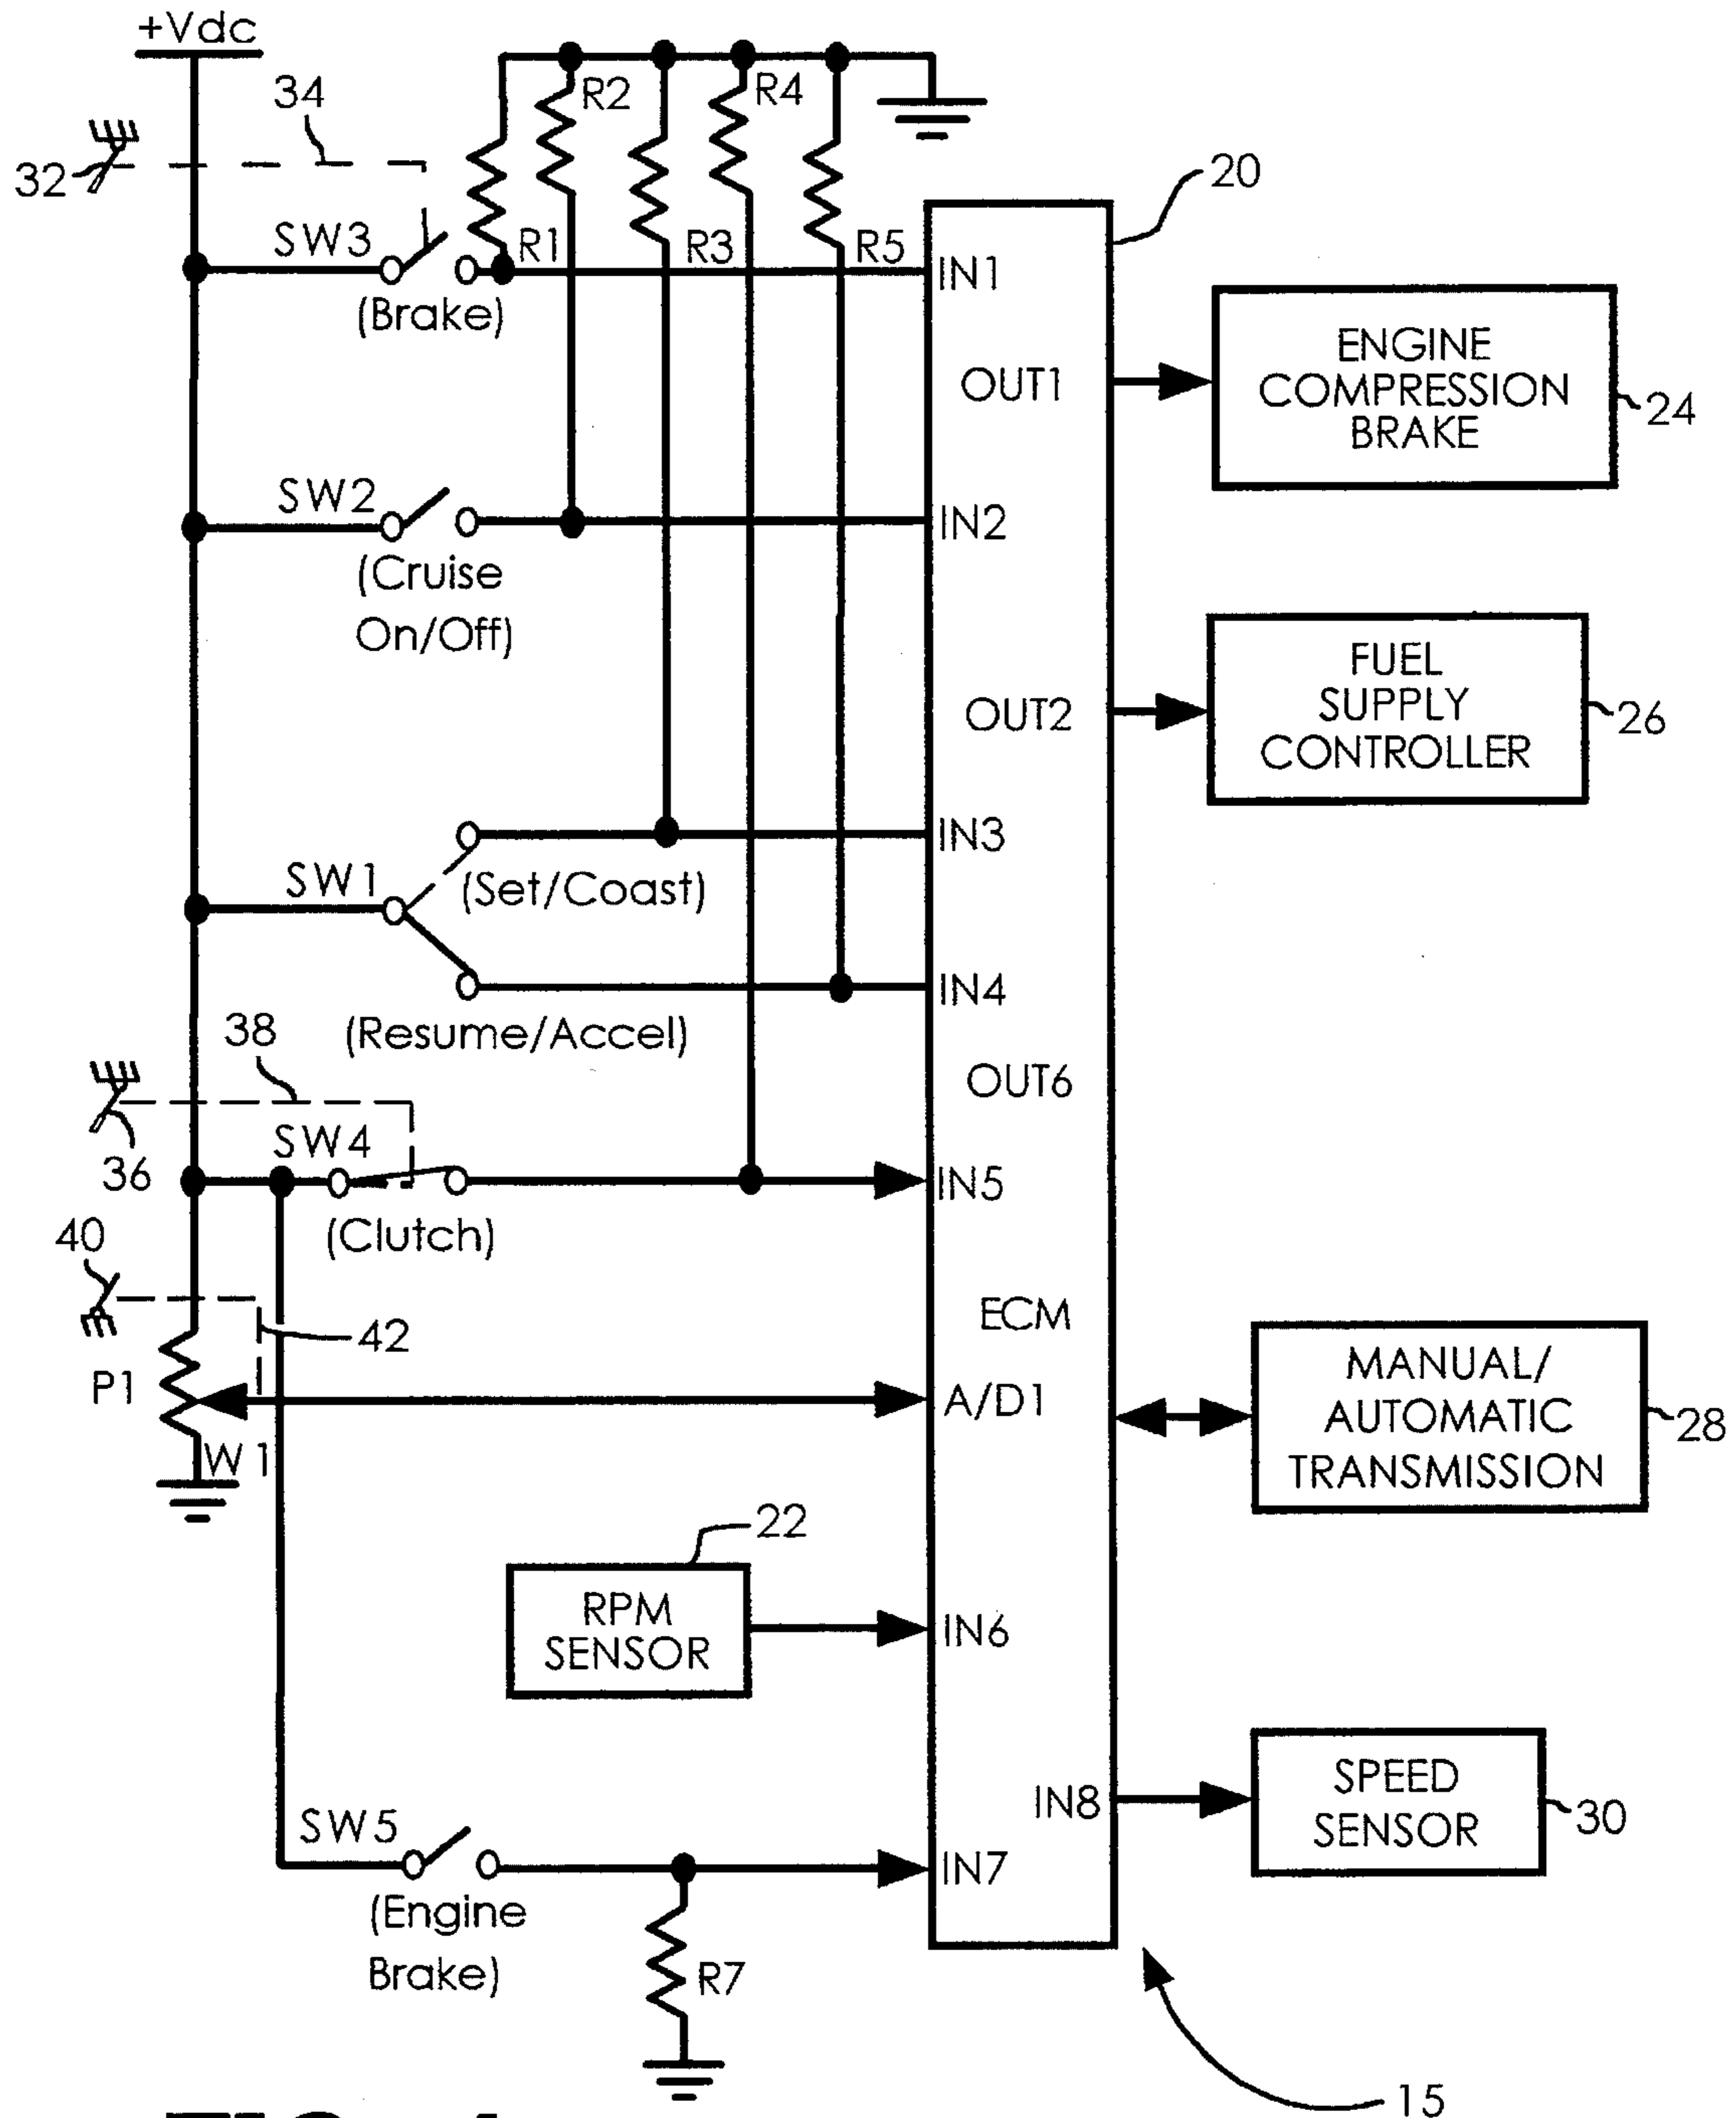 +Vdc
34
R2
R4
32
20
SW3
R1
R3
R5
IN1
(Brake)
OUT1
ENGINE
COMPRESSION
BRAKE
24
SW2
IN2
(Cruise
On/Off)
OUT2
FUEL
SUPPLY
CONTROLLER
26
IN3
SW1
(Set/Coast)
IN4
(Resume/Accel)
38
OUT6
36
SW4
IN5
(Clutch)
40
ECM
42
P1
A/D1
W1
MANUAL/
AUTOMATIC
TRANSMISSION
28
22
RPM
SENSOR
IN6
IN8
SPEED
SENSOR
30
SW5
IN7
(Engine
Brake)
R7
15